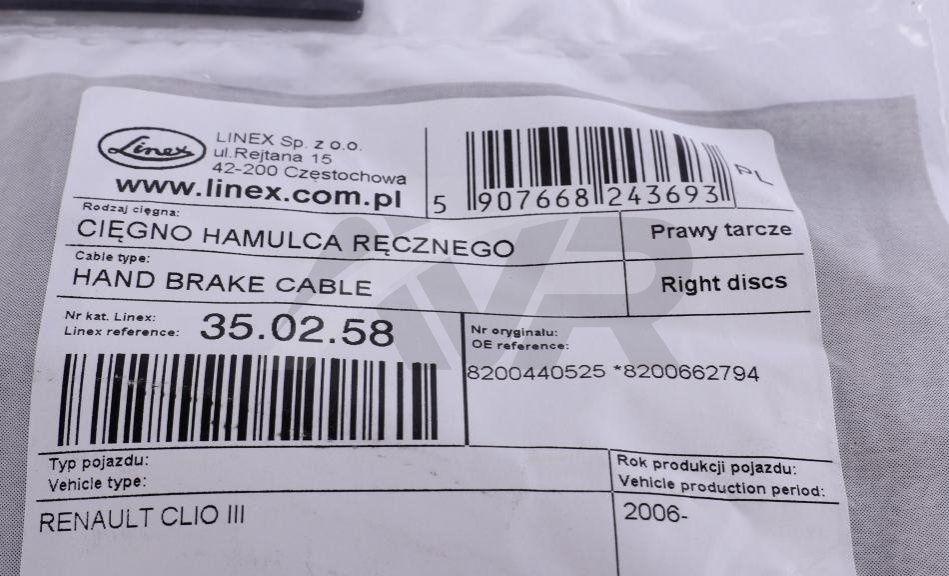 Linex
LINEX Sp. z o.o.
ul.Rejtana 15
42-200 Częstochowa
www.linex.com.pl
5 907668 243693
PL
Rodzaj cięgna:
CIĘGNO HAMULCA RĘCZNEGO
Prawy tarcze
Cable type:
HAND BRAKE CABLE
Right discs
Nr kat. Linex:
Linex reference:
35.02.58
Nr oryginału:
OE reference:
8200440525 *8200662794
Typ pojazdu:
Vehicle type:
RENAULT CLIO III
Rok produkcji pojazdu:
Vehicle production period:
2006-
AVR